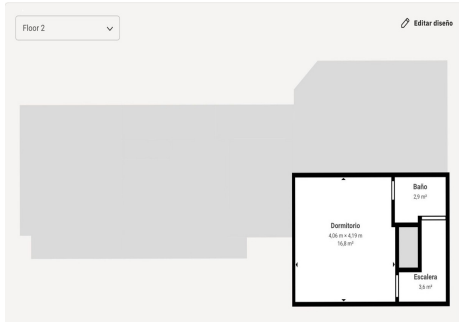 Floor 2
Editar diseño
Baño
2,9 m²
Dormitorio
4,06 m × 4,19 m
16,8 m²
Escalera
3,6 m²